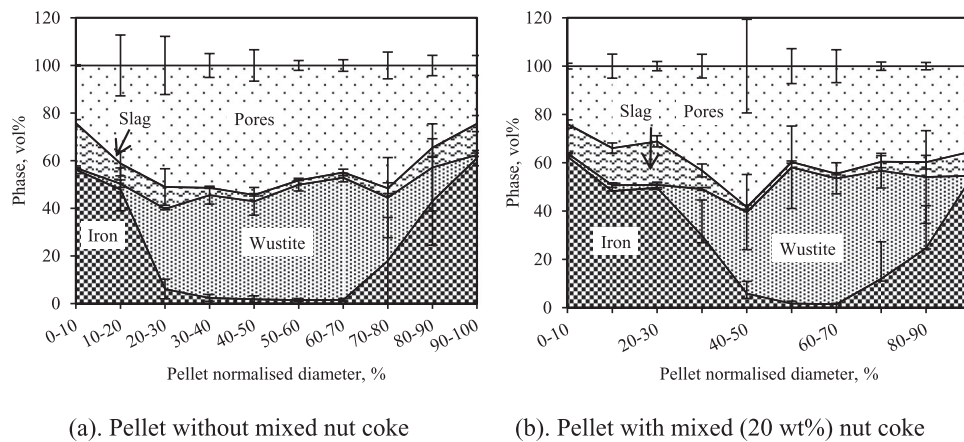 120
100
80
60
40
20
0
Phase, vol%
Slag
Pores
Iron
Wustite
0-10
10-20
20-30
30-40
40-50
50-60
60-70
70-80
80-90
90-100
Pellet normalised diameter, %
(a). Pellet without mixed nut coke
120
100
80
60
40
20
0
Phase, vol%
Slag
Pores
Iron
Wustite
0-10
20-30
40-50
60-70
80-90
Pellet normalised diameter, %
(b). Pellet with mixed (20 wt%) nut coke